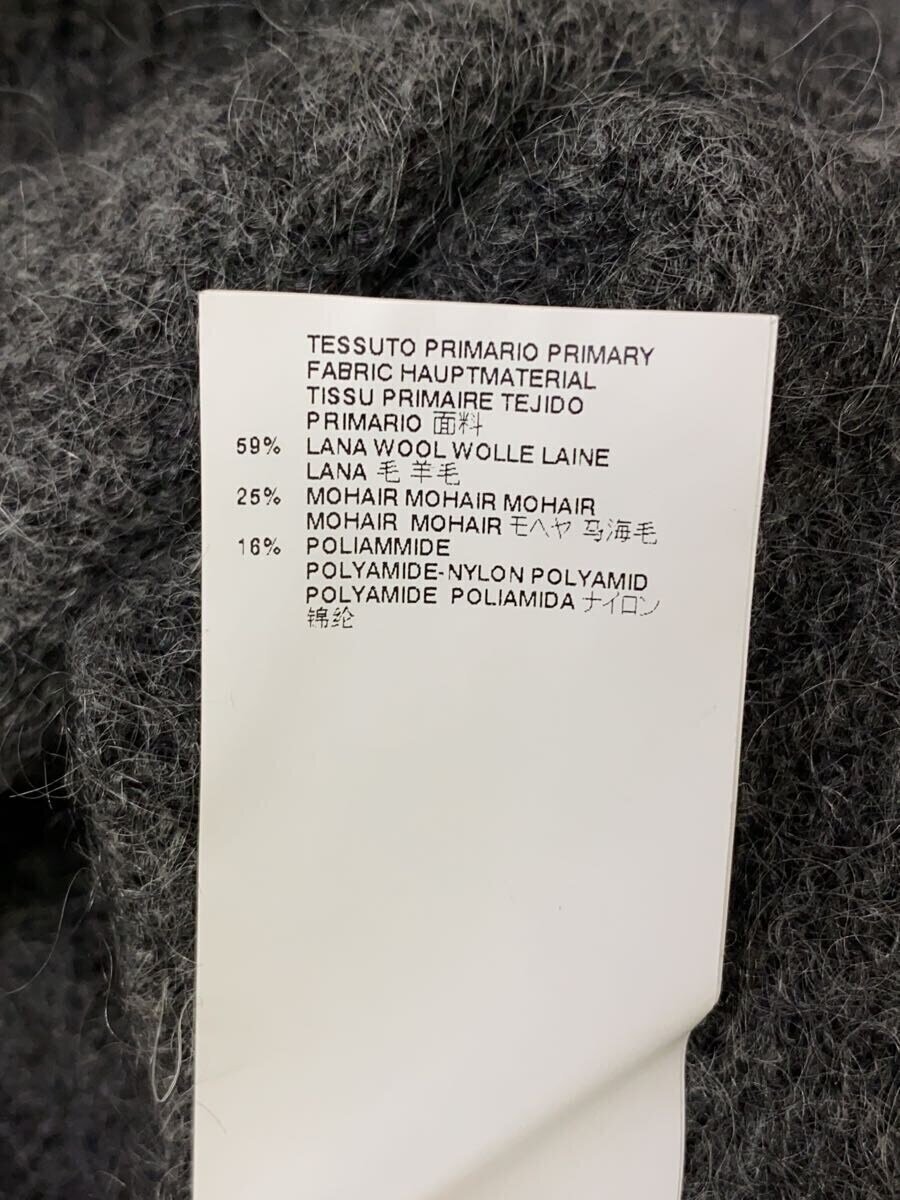 TESSUTO PRIMARIO PRIMARY
FABRIC HAUPTMATERIAL
TISSU PRIMAIRE TEJIDO
PRIMARIO 面料
59% LANA WOOL WOLLE LAINE
LANA 毛 羊毛
25% MOHAIR MOHAIR MOHAIR
MOHAIR MOHAIR モヘヤ 马海毛
16% POLIAMMIDE
POLYAMIDE-NYLON POLYAMID
POLYAMIDE POLIAMIDA ナイロン
锦纶